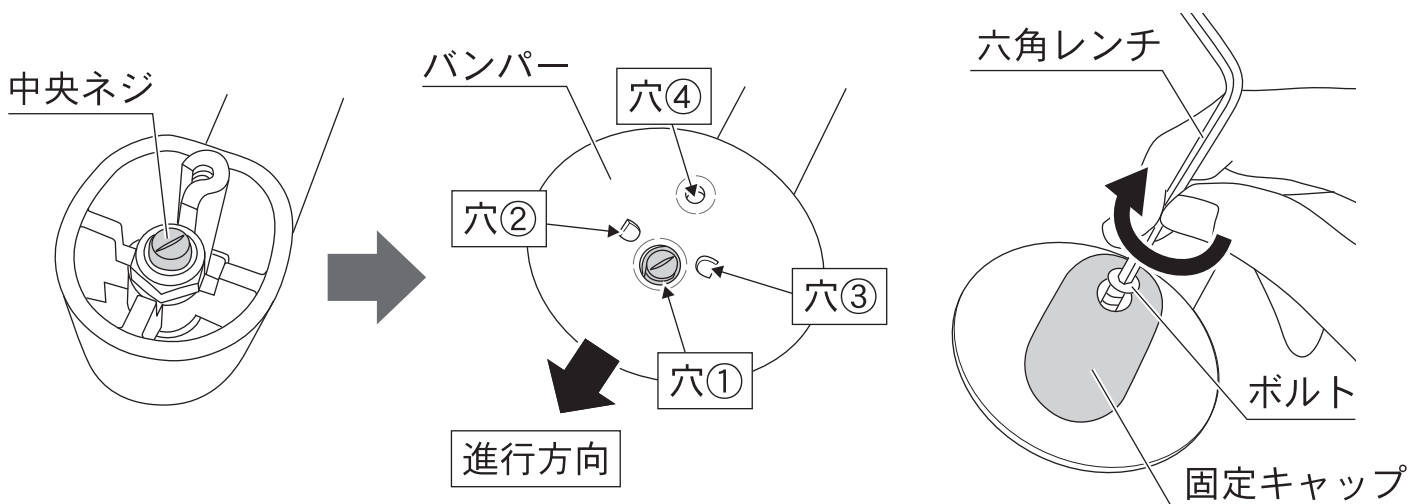 中央ネジ
バンパー
穴④
穴②
穴③
穴①
進行方向
六角レンチ
ボルト
固定キャップ